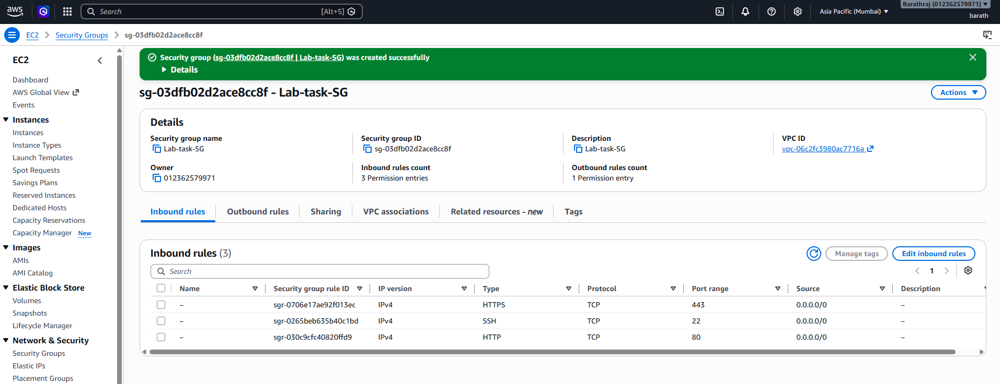 aws
Search [Alt+S]
Asia Pacific (Mumbai)
Barathraj (012362579971)
barath
EC2 Security Groups sg-03dfb02d2ace8cc8f
EC2
Dashboard
AWS Global View
Events
Instances
Instances
Instance Types
Launch Templates
Spot Requests
Savings Plans
Reserved Instances
Dedicated Hosts
Capacity Reservations
Capacity Manager New
Images
AMIs
AMI Catalog
Elastic Block Store
Volumes
Snapshots
Lifecycle Manager
Network & Security
Security Groups
Elastic IPs
Placement Groups
Security group (sg-03dfb02d2ace8cc8f | Lab-task-SG) was created successfully
Details
sg-03dfb02d2ace8cc8f - Lab-task-SG
Actions
Details
Security group name Security group ID Description VPC ID
Lab-task-SG sg-03dfb02d2ace8cc8f Lab-task-SG vpc-06c2fc3980ac7716a
Owner Inbound rules count Outbound rules count
012362579971 3 Permission entries 1 Permission entry
Inbound rules Outbound rules Sharing VPC associations Related resources - new Tags
Inbound rules (3)
Manage tags Edit inbound rules
Search
1
Name Security group rule ID IP version Type Protocol Port range Source Description
– sgr-0706e17ae92f013ec IPv4 HTTPS TCP 443 0.0.0.0/0 –
– sgr-0265beb635b40c1bd IPv4 SSH TCP 22 0.0.0.0/0 –
– sgr-030c9cfc40820ffd9 IPv4 HTTP TCP 80 0.0.0.0/0 –